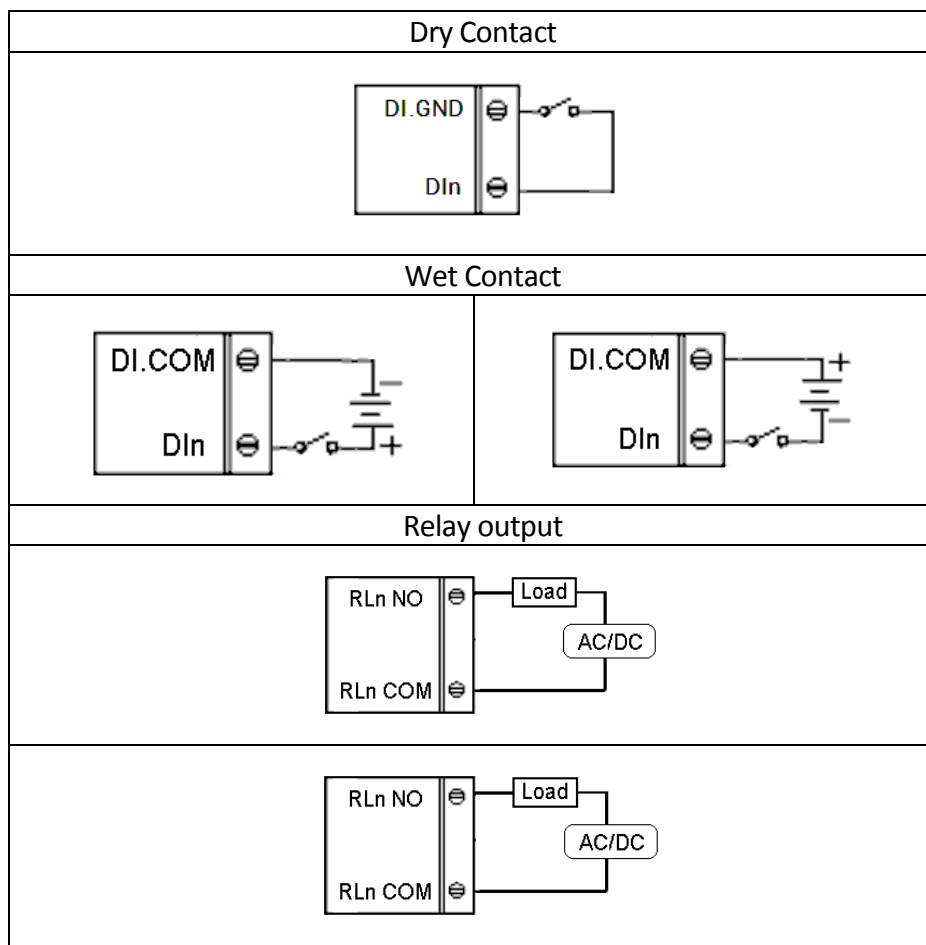 Dry Contact
DI.GND
DIn
Wet Contact
DI.COM
−
DIn
+
DI.COM
+
DIn
−
Relay output
RLn NO
Load
AC/DC
RLn COM
RLn NO
Load
AC/DC
RLn COM